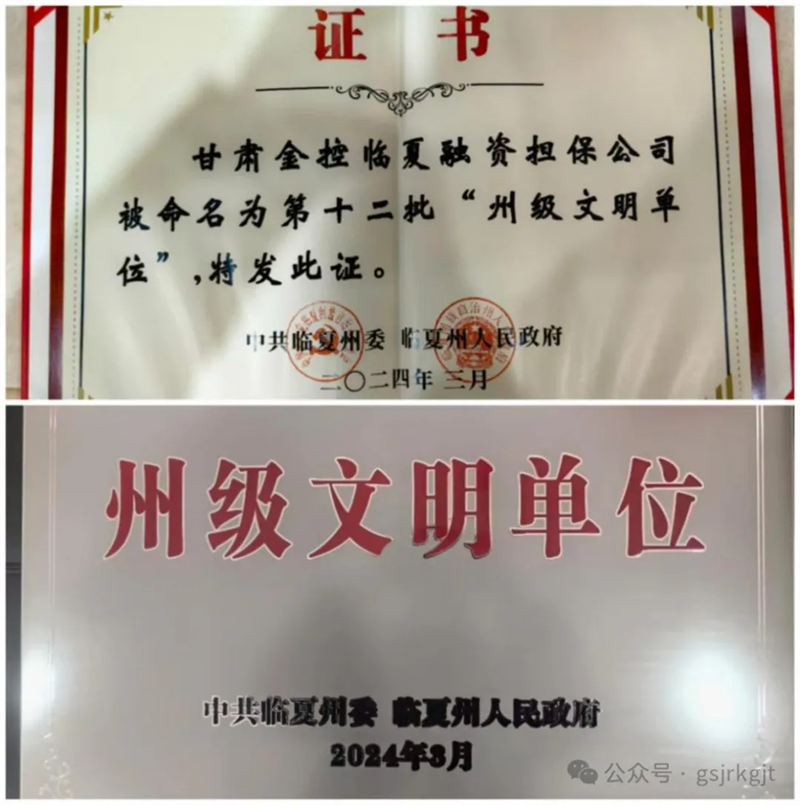 证书
甘肃金控临夏融资担保公司
被命名为第十二批“州级文明单
位”,特发此证。
中共临夏州委 临夏州人民政府
二〇二四年 三月
州级文明单位
中共临夏州委 临夏州人民政府
2024年3月
公众号·gsjrkgjt